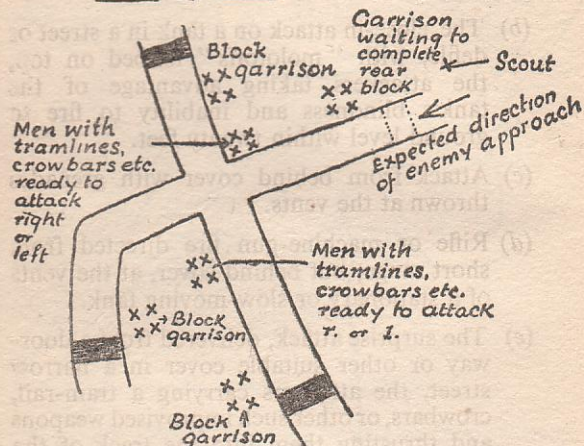 Garrison
waiting to
complete
rear
block
Scout
Block
garrison
Expected direction
of enemy approach
Men with
tramlines,
crowbars etc.
ready to
attack
right
or
left
Men with
tramlines,
crowbars etc.
ready to attack
r. or l.
Block
garrison
Block
garrison